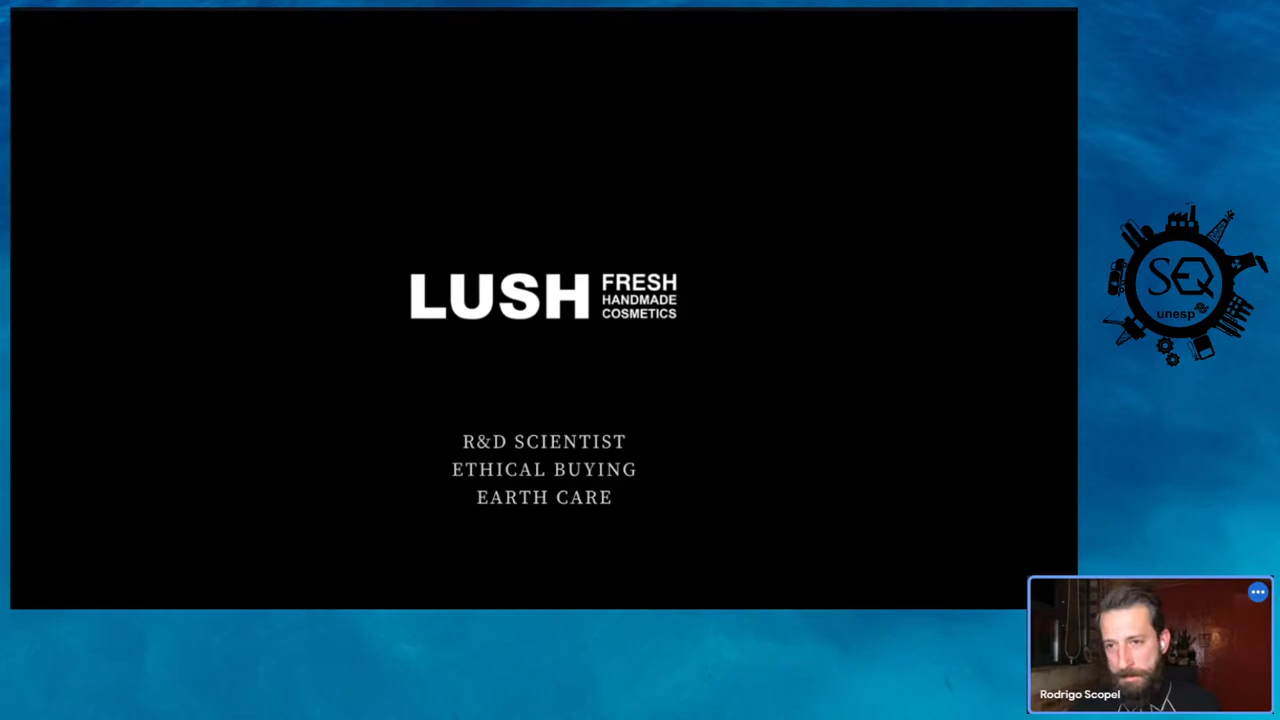 LUSH FRESH
HANDMADE
COSMETICS
R&D SCIENTIST
ETHICAL BUYING
EARTH CARE
SEQ
unesp
Rodrigo Scopel